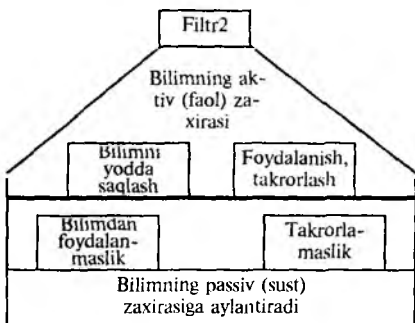 Filtr2
Bilimning ak-
tiv (faol) za-
xirasi
Bilimni
yodda
saqlash
Foydalanish,
takrorlash
Bilimdan
foydalan-
maslik
Takrorla-
maslik
Bilimning passiv (sust)
zaxirasiga aylantiradi